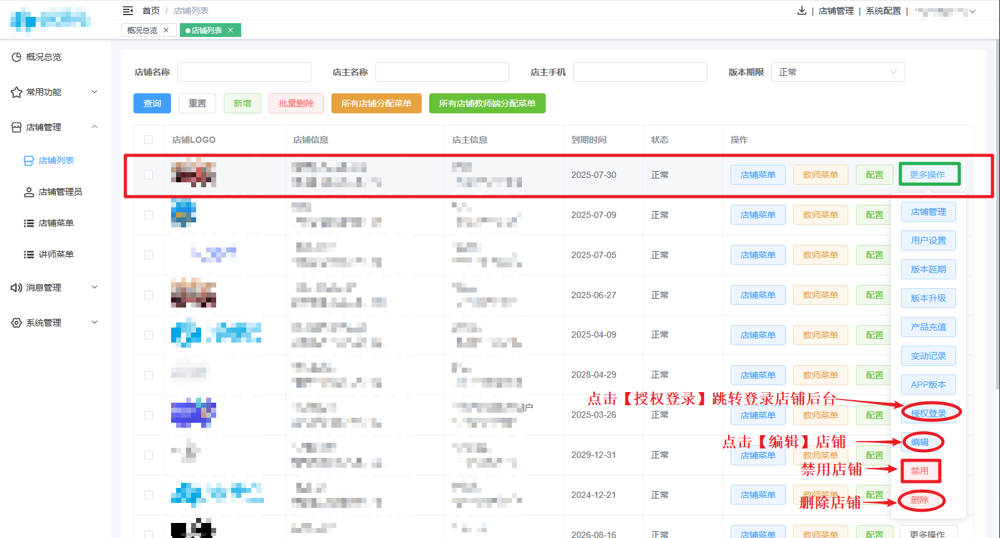 首页 / 店铺列表
| 店铺管理 | 系统配置 |
概况总览 ×
店铺列表 ×
概况总览
常用功能
店铺管理
店铺列表
店铺管理员
店铺菜单
讲师菜单
消息管理
系统管理
店铺名称
店主名称
店主手机
版本期限 正常
查询 重置 新增 批量删除 所有店铺分配菜单 所有店铺教师端分配菜单
店铺LOGO 店铺信息 店主信息 到期时间 状态 操作
2025-07-30 正常 店铺菜单 教师菜单 配置 更多操作
2025-07-09 正常 店铺菜单 教师菜单 配置
2025-07-05 正常 店铺菜单 教师菜单 配置
2025-06-27 正常 店铺菜单 教师菜单 配置
2025-04-09 正常 店铺菜单 教师菜单 配置
2028-04-29 正常 店铺菜单 教师菜单 配置
户 2025-03-26 正常 店铺菜单 教师菜单 配置
2029-12-31 正常 店铺菜单 教师菜单 配置
2024-12-21 正常 店铺菜单 教师菜单 配置
2026-08-16 正常 店铺菜单 教师菜单 配置 更多操作
店铺管理
用户设置
版本延期
版本升级
产品充值
变动记录
APP版本
点击【授权登录】跳转登录店铺后台
授权登录
点击【编辑】店铺
编辑
禁用店铺
禁用
删除店铺
删除